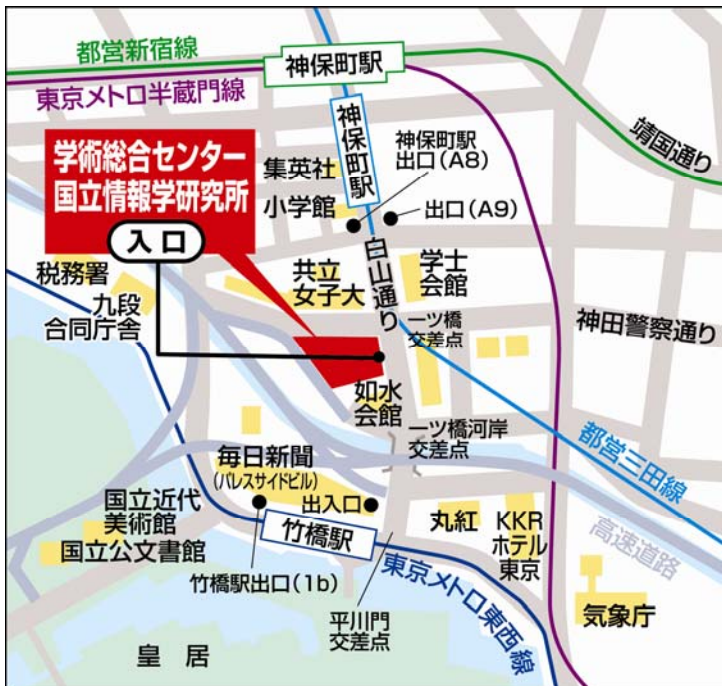 都営新宿線
神保町駅
東京メトロ半蔵門線
神保町駅
神保町駅
出口(A8)
靖国通り
学術総合センター
国立情報学研究所
入口
集英社
小学館
出口(A9)
白山通り
税務署
九段
合同庁舎
共立
女子大
学士
会館
一ツ橋
交差点
神田警察通り
如水
会館
一ツ橋河岸
交差点
都営三田線
毎日新聞
(パレスサイドビル)
出入口
国立近代
美術館
国立公文書館
竹橋駅
丸紅
KKR
ホテル
東京
高速道路
竹橋駅出口(1b)
東京メトロ東西線
平川門
交差点
気象庁
皇居